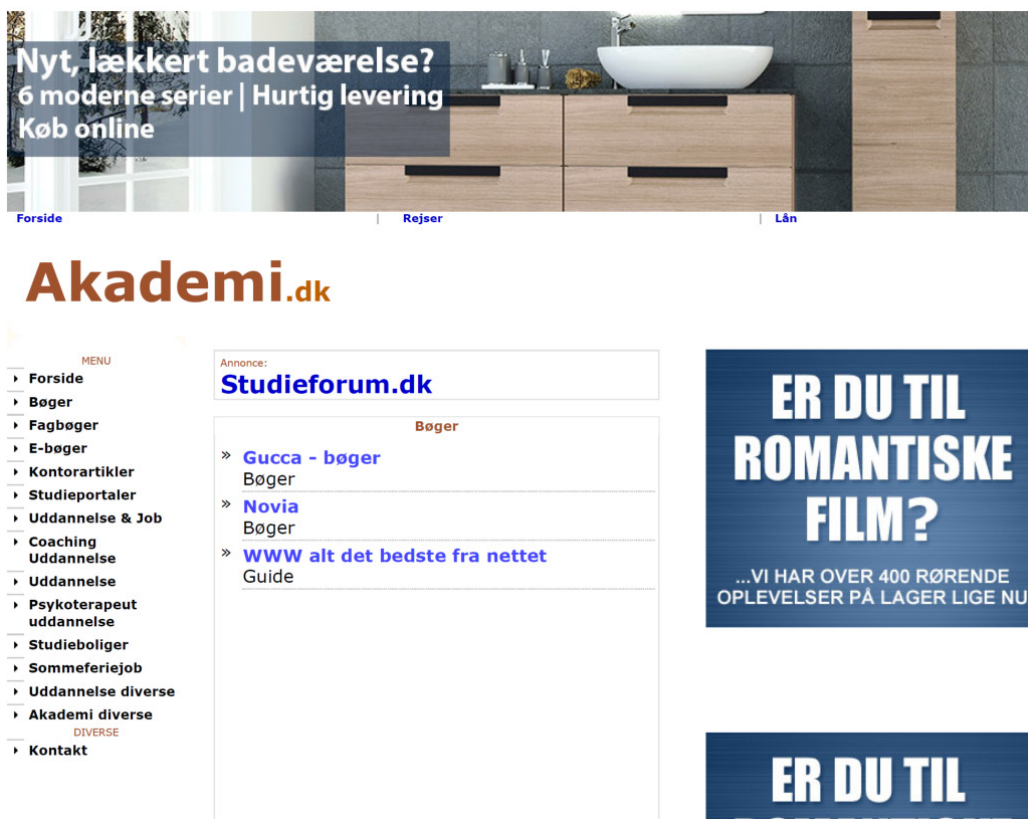 Nyt, lækkert badeværelse?
6 moderne serier | Hurtig levering
Køb online
Forside | Rejser | Lån
Akademi.dk
MENU
Forside
Bøger
Fagbøger
E-bøger
Kontorartikler
Studieportaler
Uddannelse & Job
Coaching
Uddannelse
Uddannelse
Psykoterapeut
uddannelse
Studieboliger
Sommeferiejob
Uddannelse diverse
Akademi diverse
DIVERSE
Kontakt
Annonce:
Studieforum.dk
Bøger
» Gucca - bøger
Bøger
» Novia
Bøger
» WWW alt det bedste fra nettet
Guide
ER DU TIL
ROMANTISKE
FILM?
...VI HAR OVER 400 RØRENDE
OPLEVELSER PÅ LAGER LIGE NU
ER DU TIL